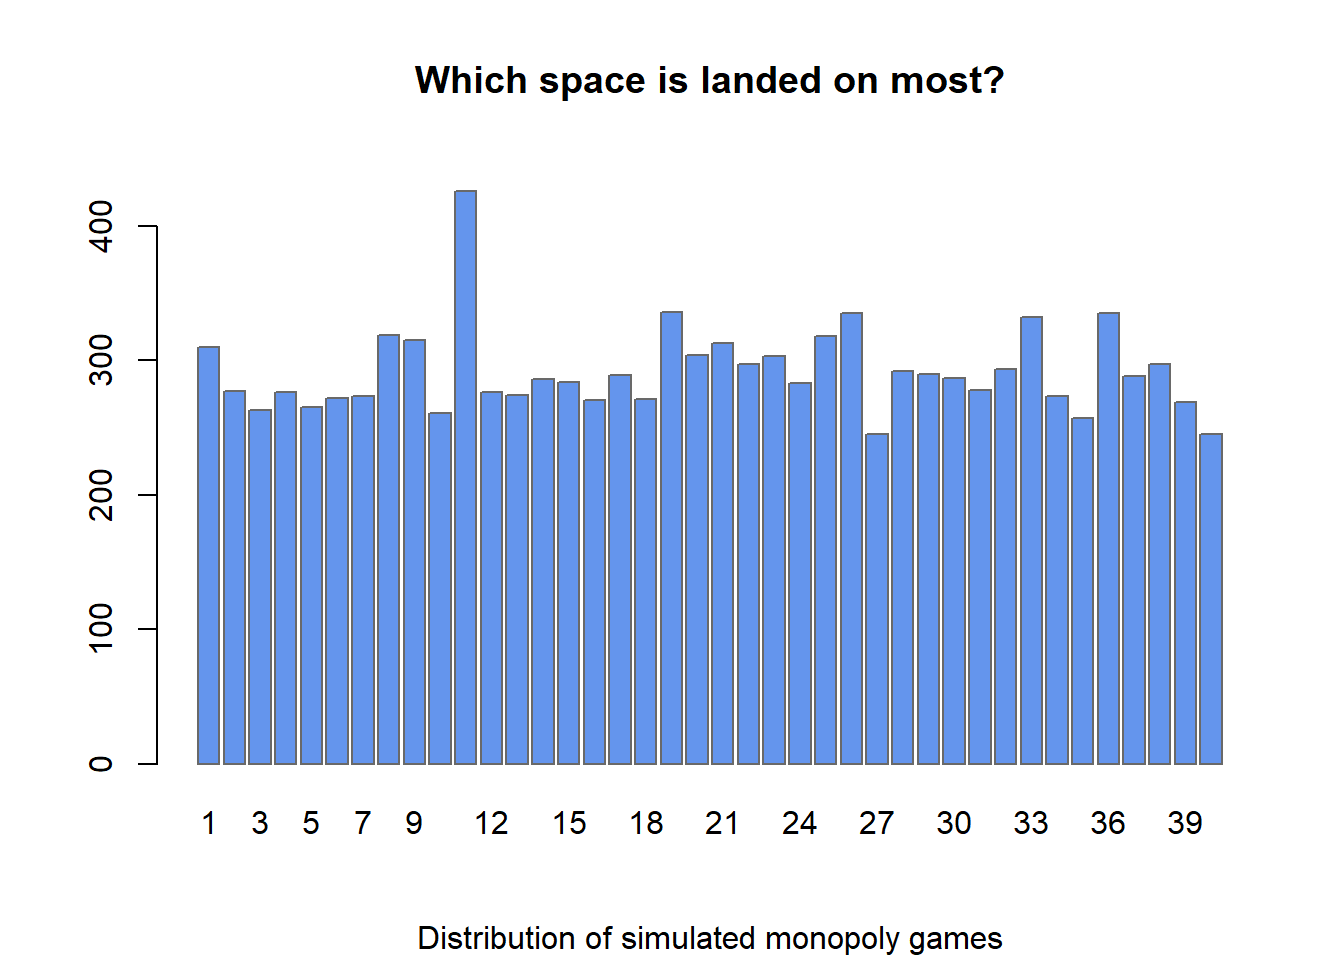 Which space is landed on most?
400
300
200
100
0
1 3 5 7 9 12 15 18 21 24 27 30 33 36 39
Distribution of simulated monopoly games